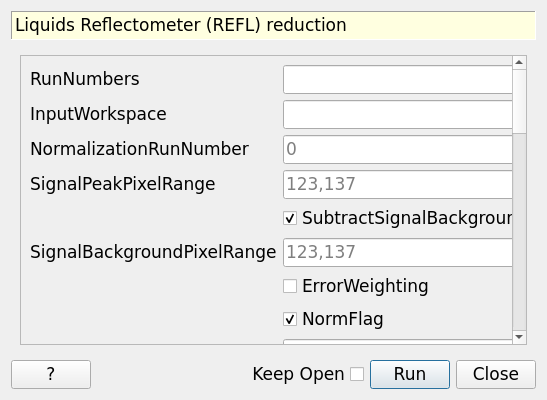 Liquids Reflectometer (REFL) reduction
RunNumbers
InputWorkspace
NormalizationRunNumber 0
SignalPeakPixelRange 123,137
SubtractSignalBackgroun
SignalBackgroundPixelRange 123,137
ErrorWeighting
NormFlag
? Keep Open Run Close